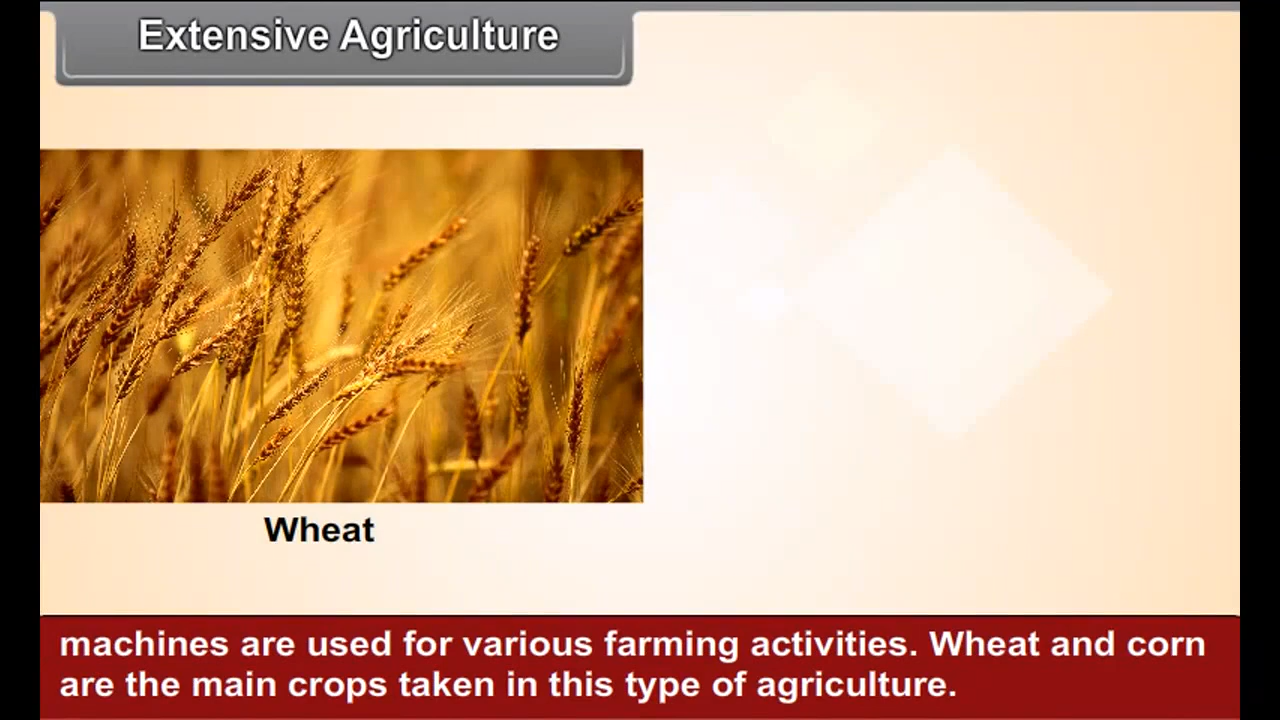 Extensive Agriculture
Wheat
machines are used for various farming activities. Wheat and corn
are the main crops taken in this type of agriculture.